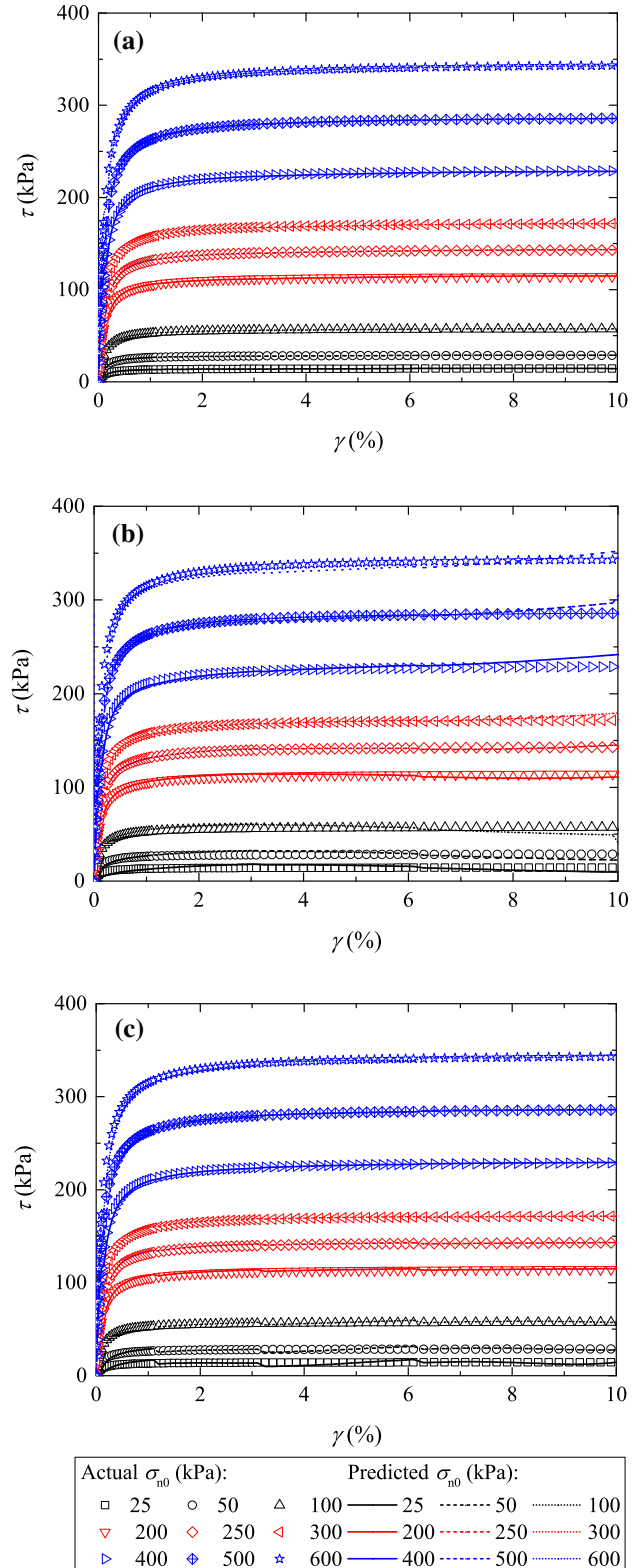 400
(a)
300
200
100
0
τ (kPa)
0 2 4 6 8 10
γ (%)
400
(b)
300
200
100
0
τ (kPa)
0 2 4 6 8 10
γ (%)
400
(c)
300
200
100
0
τ (kPa)
0 2 4 6 8 10
γ (%)
Actual σn0 (kPa): Predicted σn0 (kPa):
25 50 100 25 50 100
200 250 300 200 250 300
400 500 600 400 500 600